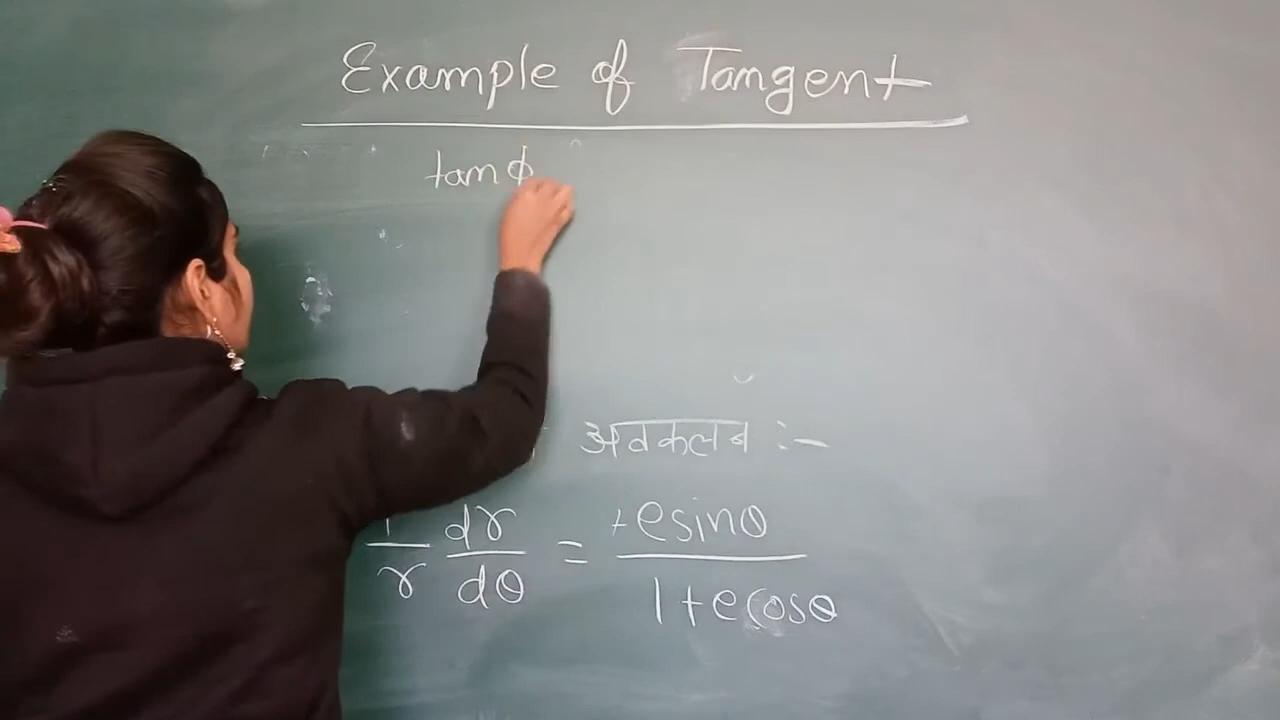 Example of Tangent
tan ϕ
अवकलन :-
1/r dr/dθ = +esinθ/1+ecosθ